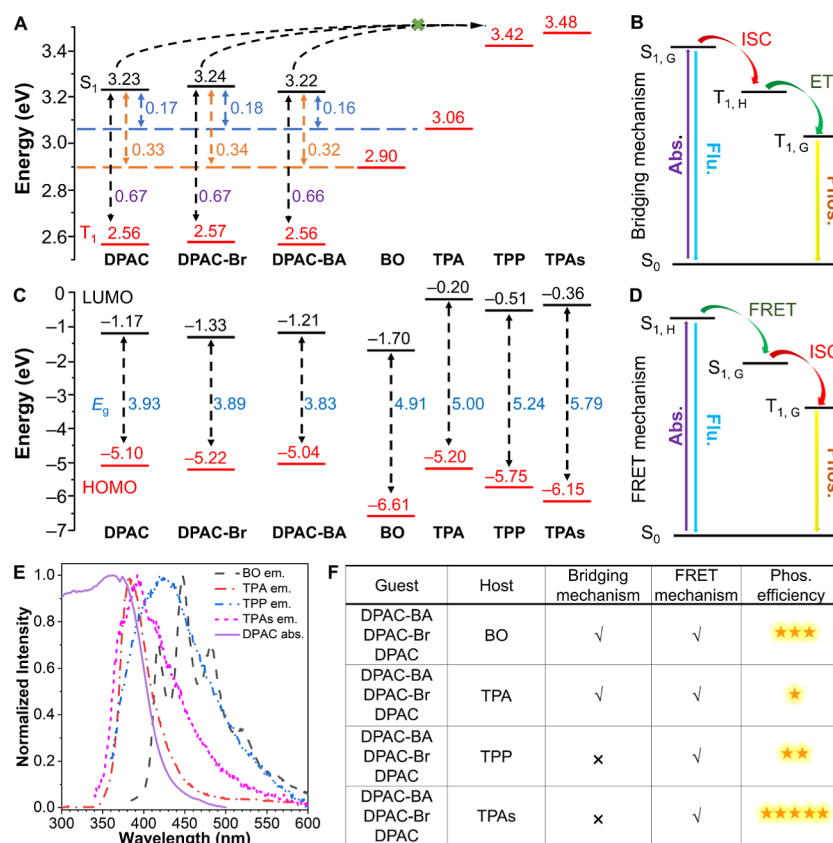 A
3.48
3.42
3.4
3.23
3.24
3.22
S1
3.2
0.17
0.18
0.16
3.06
3.0
0.33
0.34
0.32
2.90
2.8
0.67
0.67
0.66
T1
2.56
2.57
2.56
2.6
DPAC
DPAC-Br
DPAC-BA
BO
TPA
TPP
TPAs
Energy (eV)
B
ISC
S1, G
ET
T1, H
T1, G
Abs.
Flu.
Phos.
S0
Bridging mechanism
C
0
LUMO
–0.20
–0.51
–0.36
–1
–1.17
–1.33
–1.21
–1.70
–2
–3
Eg
3.93
3.89
3.83
4.91
5.00
5.24
5.79
–4
–5
–5.10
–5.22
–5.04
–5.20
–5.75
–6.15
HOMO
–6
–6.61
–7
DPAC
DPAC-Br
DPAC-BA
BO
TPA
TPP
TPAs
Energy (eV)
D
FRET
S1, H
ISC
S1, G
T1, G
Abs.
Flu.
S0
FRET mechanism
E
1.0
0.8
0.6
0.4
0.2
0.0
BO em.
TPA em.
TPP em.
TPAs em.
DPAC abs.
Normalized Intensity
300
350
400
450
500
550
600
Wavelength (nm)
F
Guest
Host
Bridging mechanism
FRET mechanism
Phos. efficiency
DPAC-BA
DPAC-Br
DPAC
BO
√
√
★★★
DPAC-BA
DPAC-Br
DPAC
TPA
√
√
★
DPAC-BA
DPAC-Br
DPAC
TPP
×
√
★★
DPAC-BA
DPAC-Br
DPAC
TPAs
×
√
★★★★★